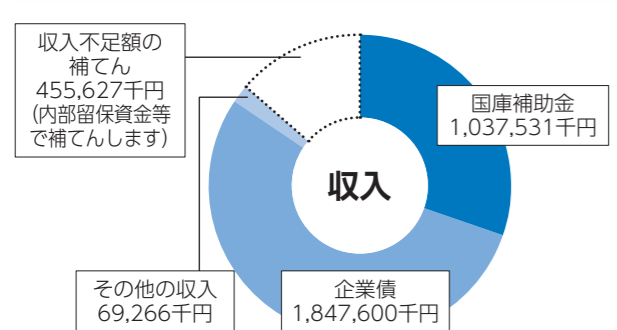 収入不足額の
補てん
455,627千円
(内部留保資金等
で補てんします)
国庫補助金
1,037,531千円
収入
その他の収入
69,266千円
企業債
1,847,600千円